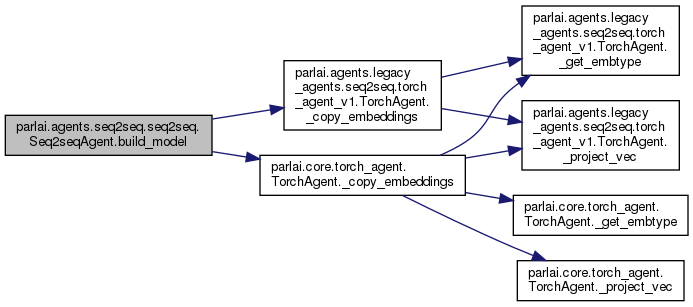 parlai.agents.seq2seq.seq2seq.
Seq2seqAgent.build_model
parlai.agents.legacy
_agents.seq2seq.torch
_agent_v1.TorchAgent.
_copy_embeddings
parlai.core.torch_agent.
TorchAgent._copy_embeddings
parlai.agents.legacy
_agents.seq2seq.torch
_agent_v1.TorchAgent.
_get_embtype
parlai.agents.legacy
_agents.seq2seq.torch
_agent_v1.TorchAgent.
_project_vec
parlai.core.torch_agent.
TorchAgent._get_embtype
parlai.core.torch_agent.
TorchAgent._project_vec